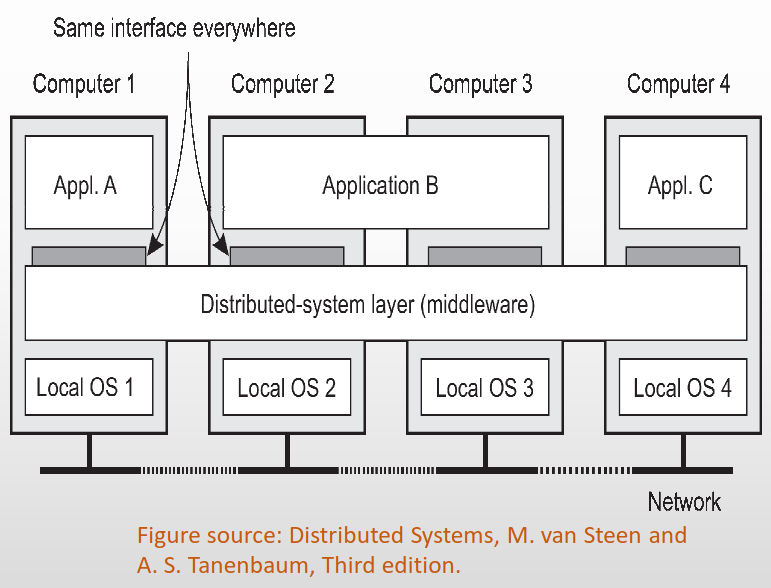 Same interface everywhere
Computer 1 Computer 2 Computer 3 Computer 4
Appl. A Application B Appl. C
Distributed-system layer (middleware)
Local OS 1 Local OS 2 Local OS 3 Local OS 4
Network
Figure source: Distributed Systems, M. van Steen and
A. S. Tanenbaum, Third edition.